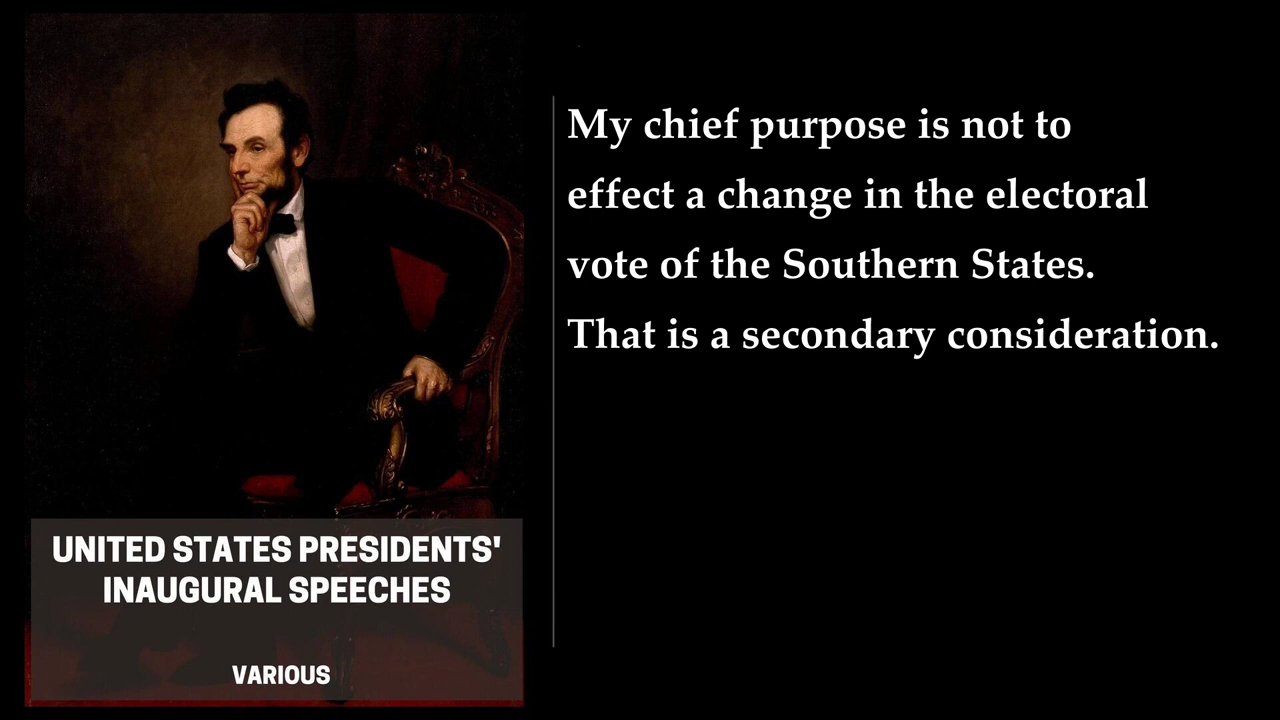 My chief purpose is not to
effect a change in the electoral
vote of the Southern States.
That is a secondary consideration.
UNITED STATES PRESIDENTS'
INAUGURAL SPEECHES
VARIOUS